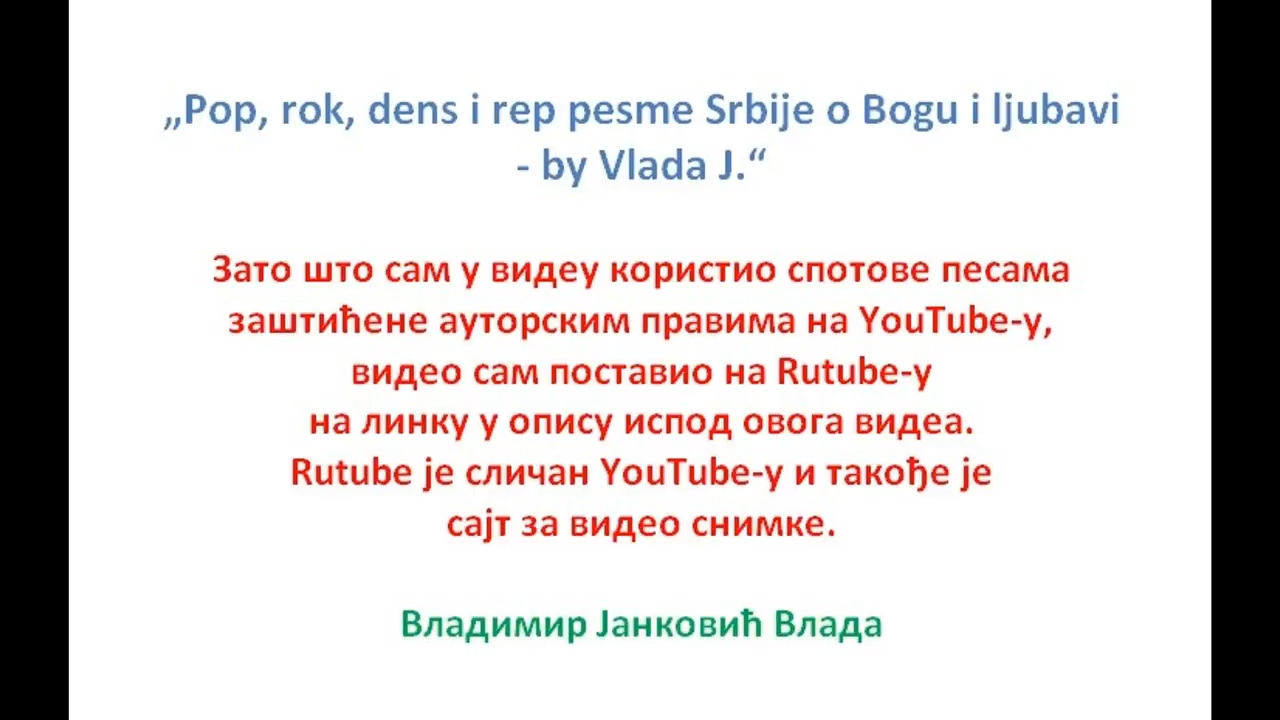 „Pop, rok, dens i rep pesme Srbije o Bogu i ljubavi
- by Vlada J.“
Зато што сам у видеу користио спотове песама
заштићене ауторским правима на YouTube-у,
видео сам поставио на Rutube-у
на линку у опису испод овога видеа.
Rutube је сличан YouTube-у и такође је
сајт за видео снимке.
Владимир Јанковић Влада